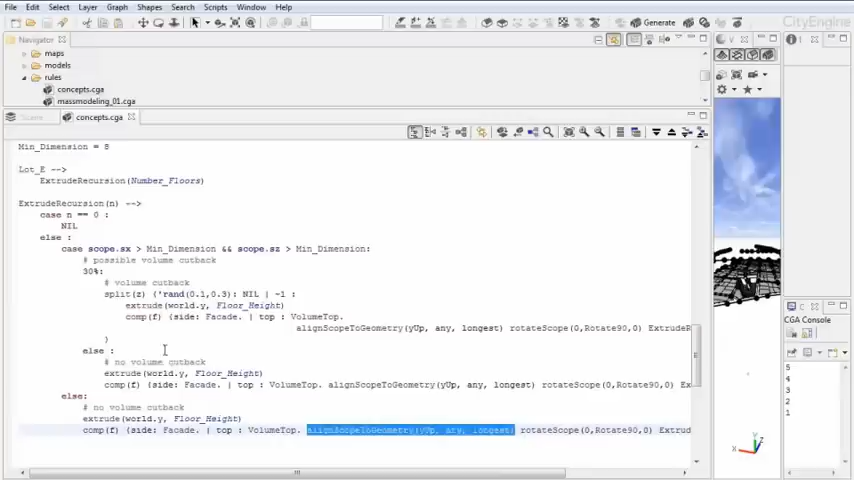 File Edit Select Layer Graph Shapes Search Scripts Window Help
CityEngine
Generate
Navigator
maps
models
rules
concepts.cga
massmodeling_01.cga
Scene concepts.cga
Min_Dimension = 8
Lot_E -->
ExtrudeRecursion(Number_Floors)
ExtrudeRecursion(n) -->
case n == 0 :
NIL
else :
case scope.sx > Min_Dimension && scope.sz > Min_Dimension:
# possible volume cutback
30%:
# volume cutback
split(z) {'rand(0.1,0.3): NIL | ~1 :
extrude(world.y, Floor_Height)
comp(f) {side: Facade. | top : VolumeTop.
alignScopeToGeometry(yUp, any, longest) rotateScope(0,Rotate90,0) ExtrudeR
}
else :
# no volume cutback
extrude(world.y, Floor_Height)
comp(f) {side: Facade. | top : VolumeTop. alignScopeToGeometry(yUp, any, longest) rotateScope(0,Rotate90,0) Ex
else:
# no volume cutback
extrude(world.y, Floor_Height)
comp(f) {side: Facade. | top : VolumeTop. alignScopeToGeometry(yUp, any, longest) rotateScope(0,Rotate90,0) Extrud
V
I
C
CGA Console
5
4
3
2
1
X
Y
Z